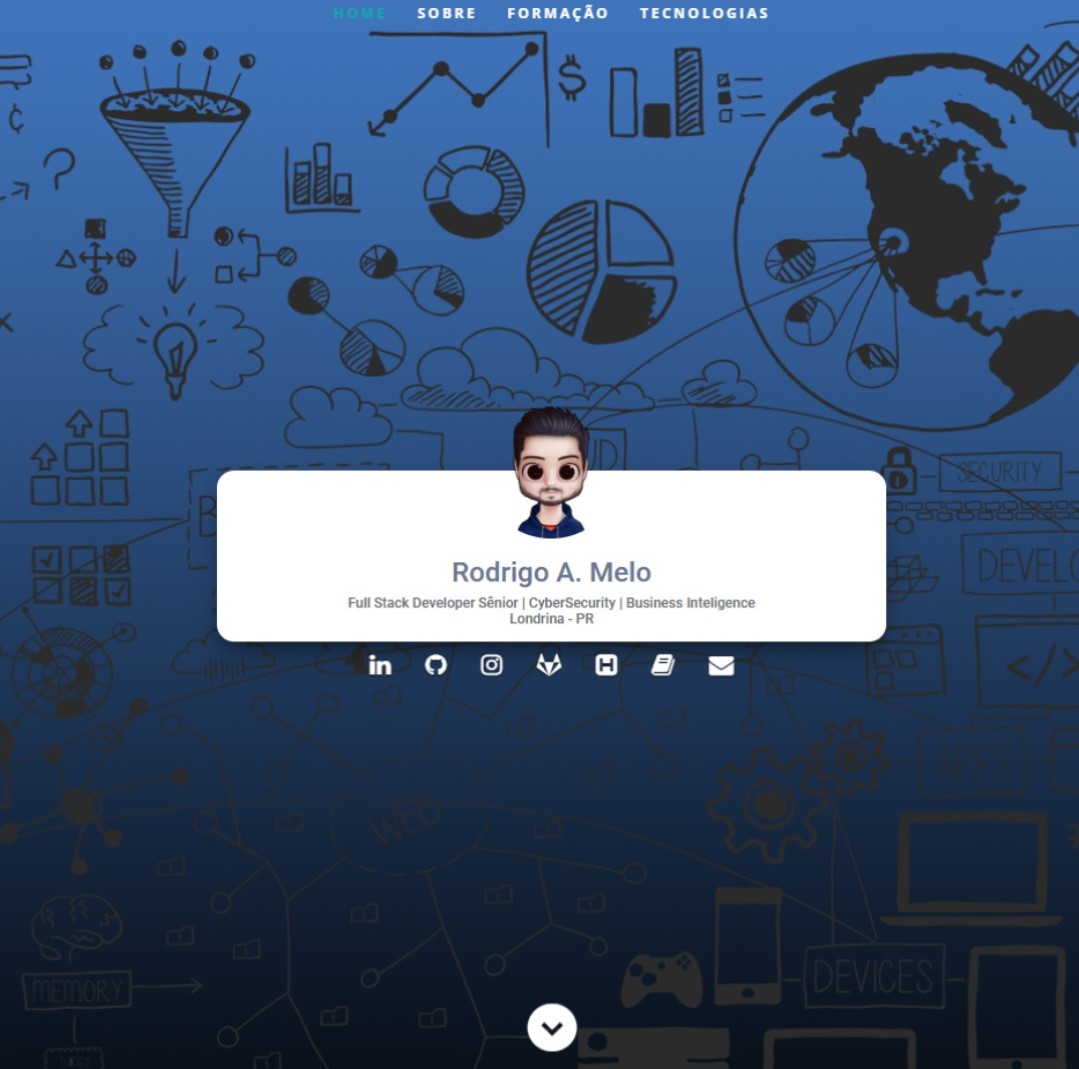 HOME SOBRE FORMAÇÃO TECNOLOGIAS
$
¢
?
SECURITY
DEVELO
Rodrigo A. Melo
Full Stack Developer Sênior | CyberSecurity | Business Inteligence
Londrina - PR
</>
APPS
WEB
MEMORY
DEVICES